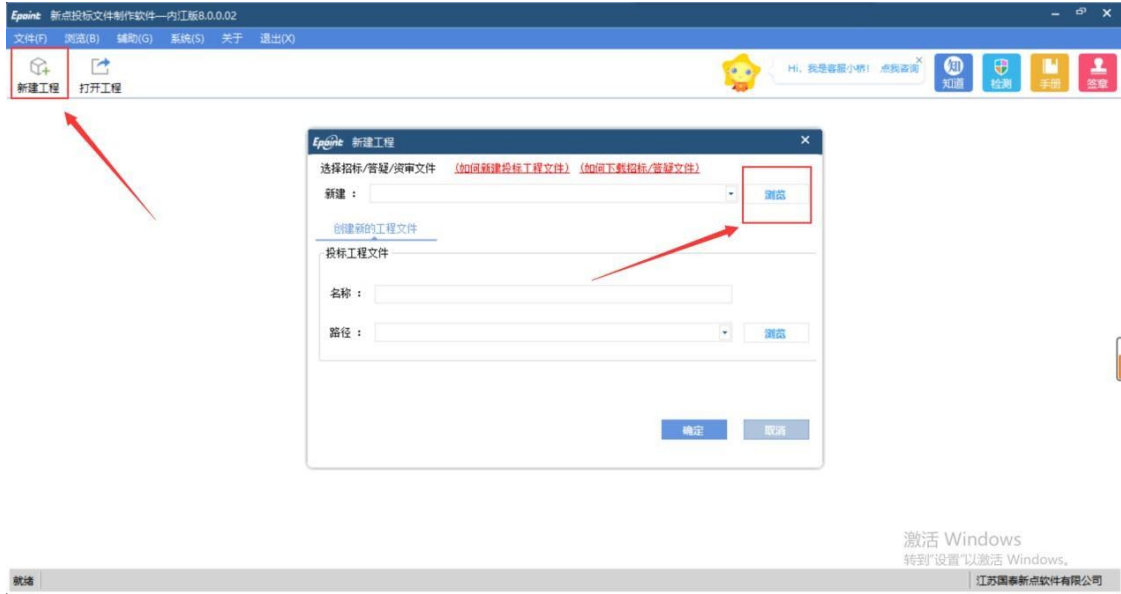 Epoint 新点投标文件制作软件—内江版8.0.0.02
文件(F) 浏览(B) 辅助(G) 系统(S) 关于 退出(X)
新建工程 打开工程
Hi，我是客服小桥! 点我咨询
知 知道 检测 手册 签章
Epoint 新建工程
选择招标/答疑/资审文件 (如何新建投标工程文件) (如何下载招标/答疑文件)
新建： 浏览
创建新的工程文件
投标工程文件
名称：
路径： 浏览
确定 取消
激活 Windows
转到"设置"以激活 Windows。
就绪 江苏国泰新点软件有限公司